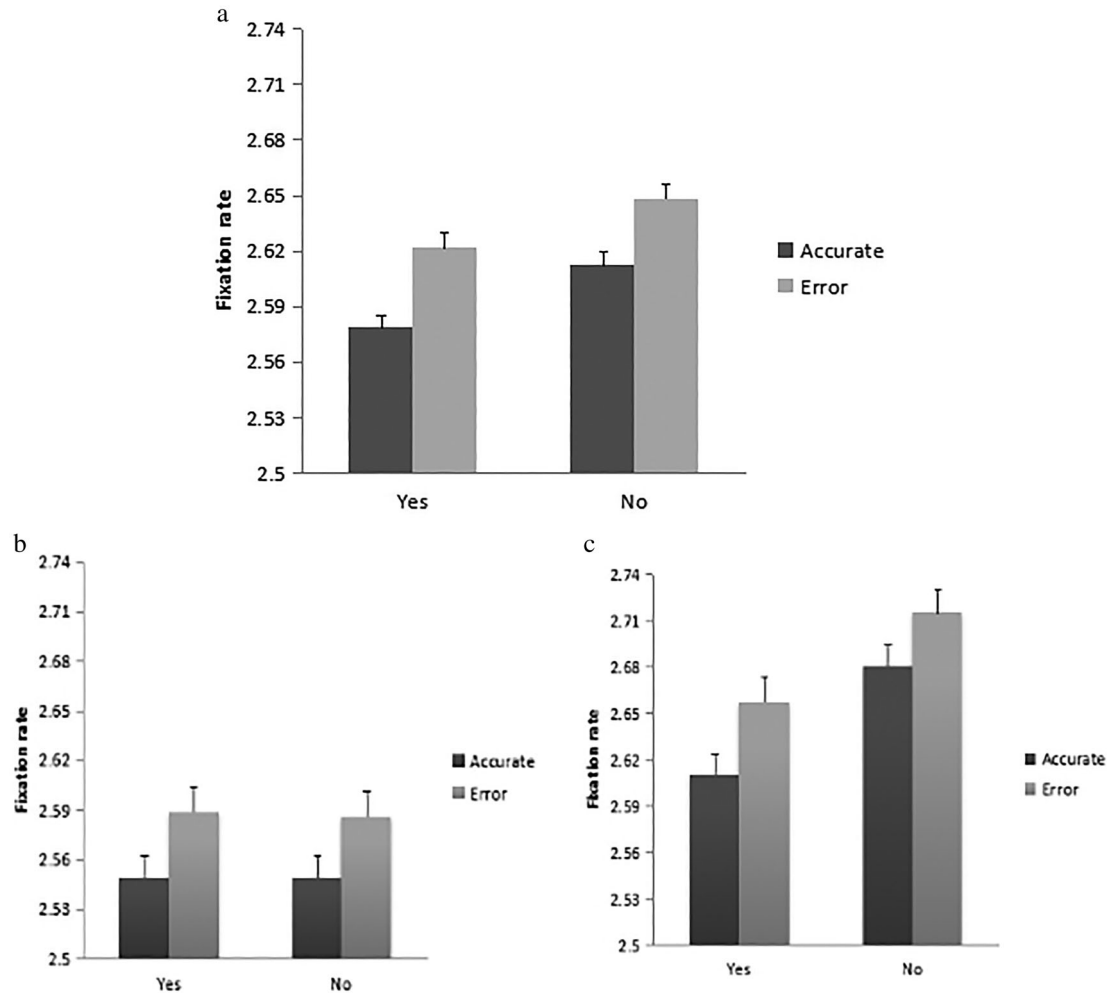 a
2.74
2.71
2.68
2.65
2.62
2.59
2.56
2.53
2.5
Fixation rate
Yes No
Accurate
Error
b
2.74
2.71
2.68
2.65
2.62
2.59
2.56
2.53
2.5
Fixation rate
Yes No
Accurate
Error
c
2.74
2.71
2.68
2.65
2.62
2.59
2.56
2.53
2.5
Fixation rate
Yes No
Accurate
Error